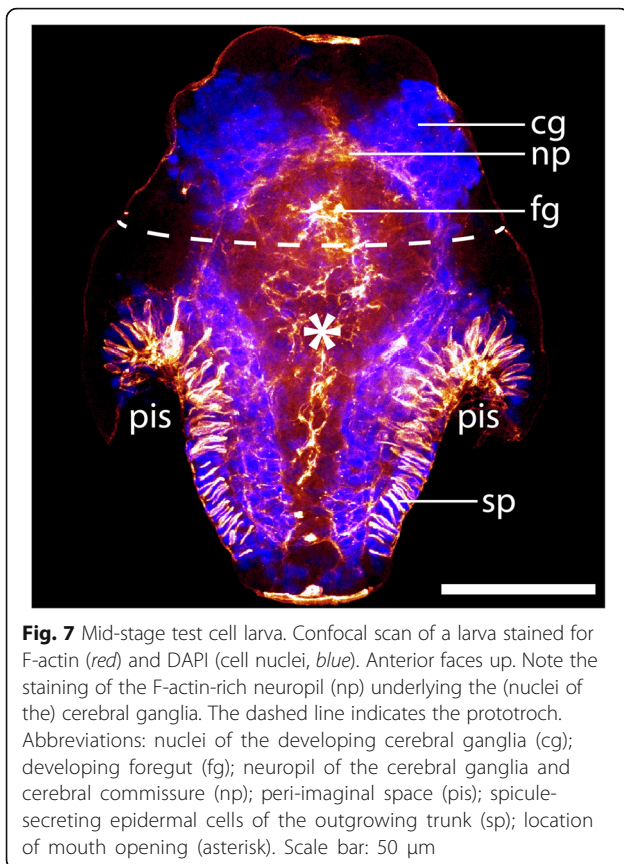 cg
np
fg
*
pis
pis
sp
Fig. 7 Mid-stage test cell larva. Confocal scan of a larva stained for
F-actin (red) and DAPI (cell nuclei, blue). Anterior faces up. Note the
staining of the F-actin-rich neuropil (np) underlying the (nuclei of
the) cerebral ganglia. The dashed line indicates the prototroch.
Abbreviations: nuclei of the developing cerebral ganglia (cg);
developing foregut (fg); neuropil of the cerebral ganglia and
cerebral commissure (np); peri-imaginal space (pis); spicule-
secreting epidermal cells of the outgrowing trunk (sp); location
of mouth opening (asterisk). Scale bar: 50 μm